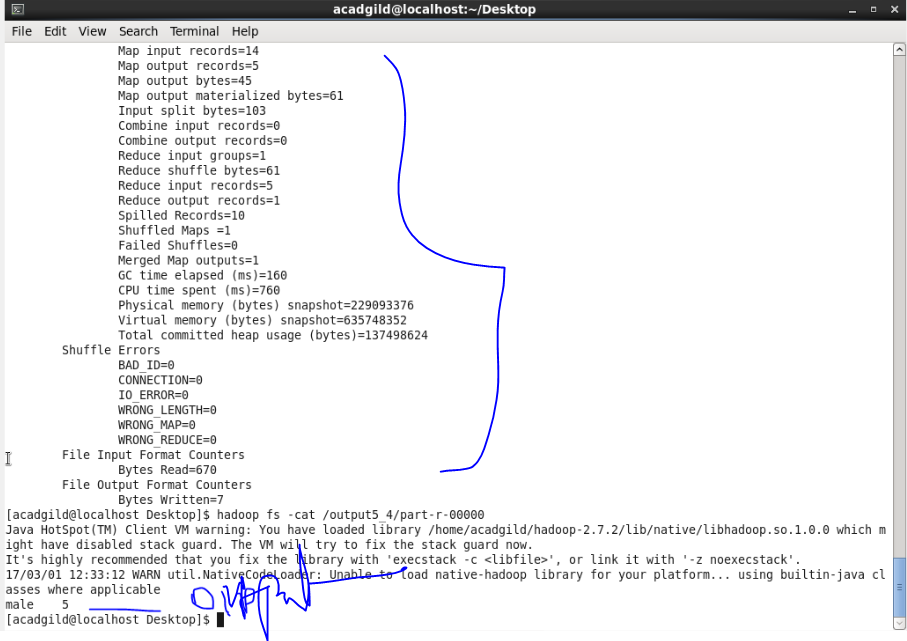 acadgild@localhost:~/Desktop
File Edit View Search Terminal Help
Map input records=14
Map output records=5
Map output bytes=45
Map output materialized bytes=61
Input split bytes=103
Combine input records=0
Combine output records=0
Reduce input groups=1
Reduce shuffle bytes=61
Reduce input records=5
Reduce output records=1
Spilled Records=10
Shuffled Maps =1
Failed Shuffles=0
Merged Map outputs=1
GC time elapsed (ms)=160
CPU time spent (ms)=760
Physical memory (bytes) snapshot=229093376
Virtual memory (bytes) snapshot=635748352
Total committed heap usage (bytes)=137498624
Shuffle Errors
BAD_ID=0
CONNECTION=0
IO_ERROR=0
WRONG_LENGTH=0
WRONG_MAP=0
WRONG_REDUCE=0
File Input Format Counters
Bytes Read=670
File Output Format Counters
Bytes Written=7
[acadgild@localhost Desktop]$ hadoop fs -cat /output5_4/part-r-00000
Java HotSpot(TM) Client VM warning: You have loaded library /home/acadgild/hadoop-2.7.2/lib/native/libhadoop.so.1.0.0 which m
ight have disabled stack guard. The VM will try to fix the stack guard now.
It's highly recommended that you fix the library with 'execstack -c <libfile>', or link it with '-z noexecstack'.
17/03/01 12:33:12 WARN util.NativeCodeLoader: Unable to load native-hadoop library for your platform... using builtin-java cl
asses where applicable
male 5
[acadgild@localhost Desktop]$